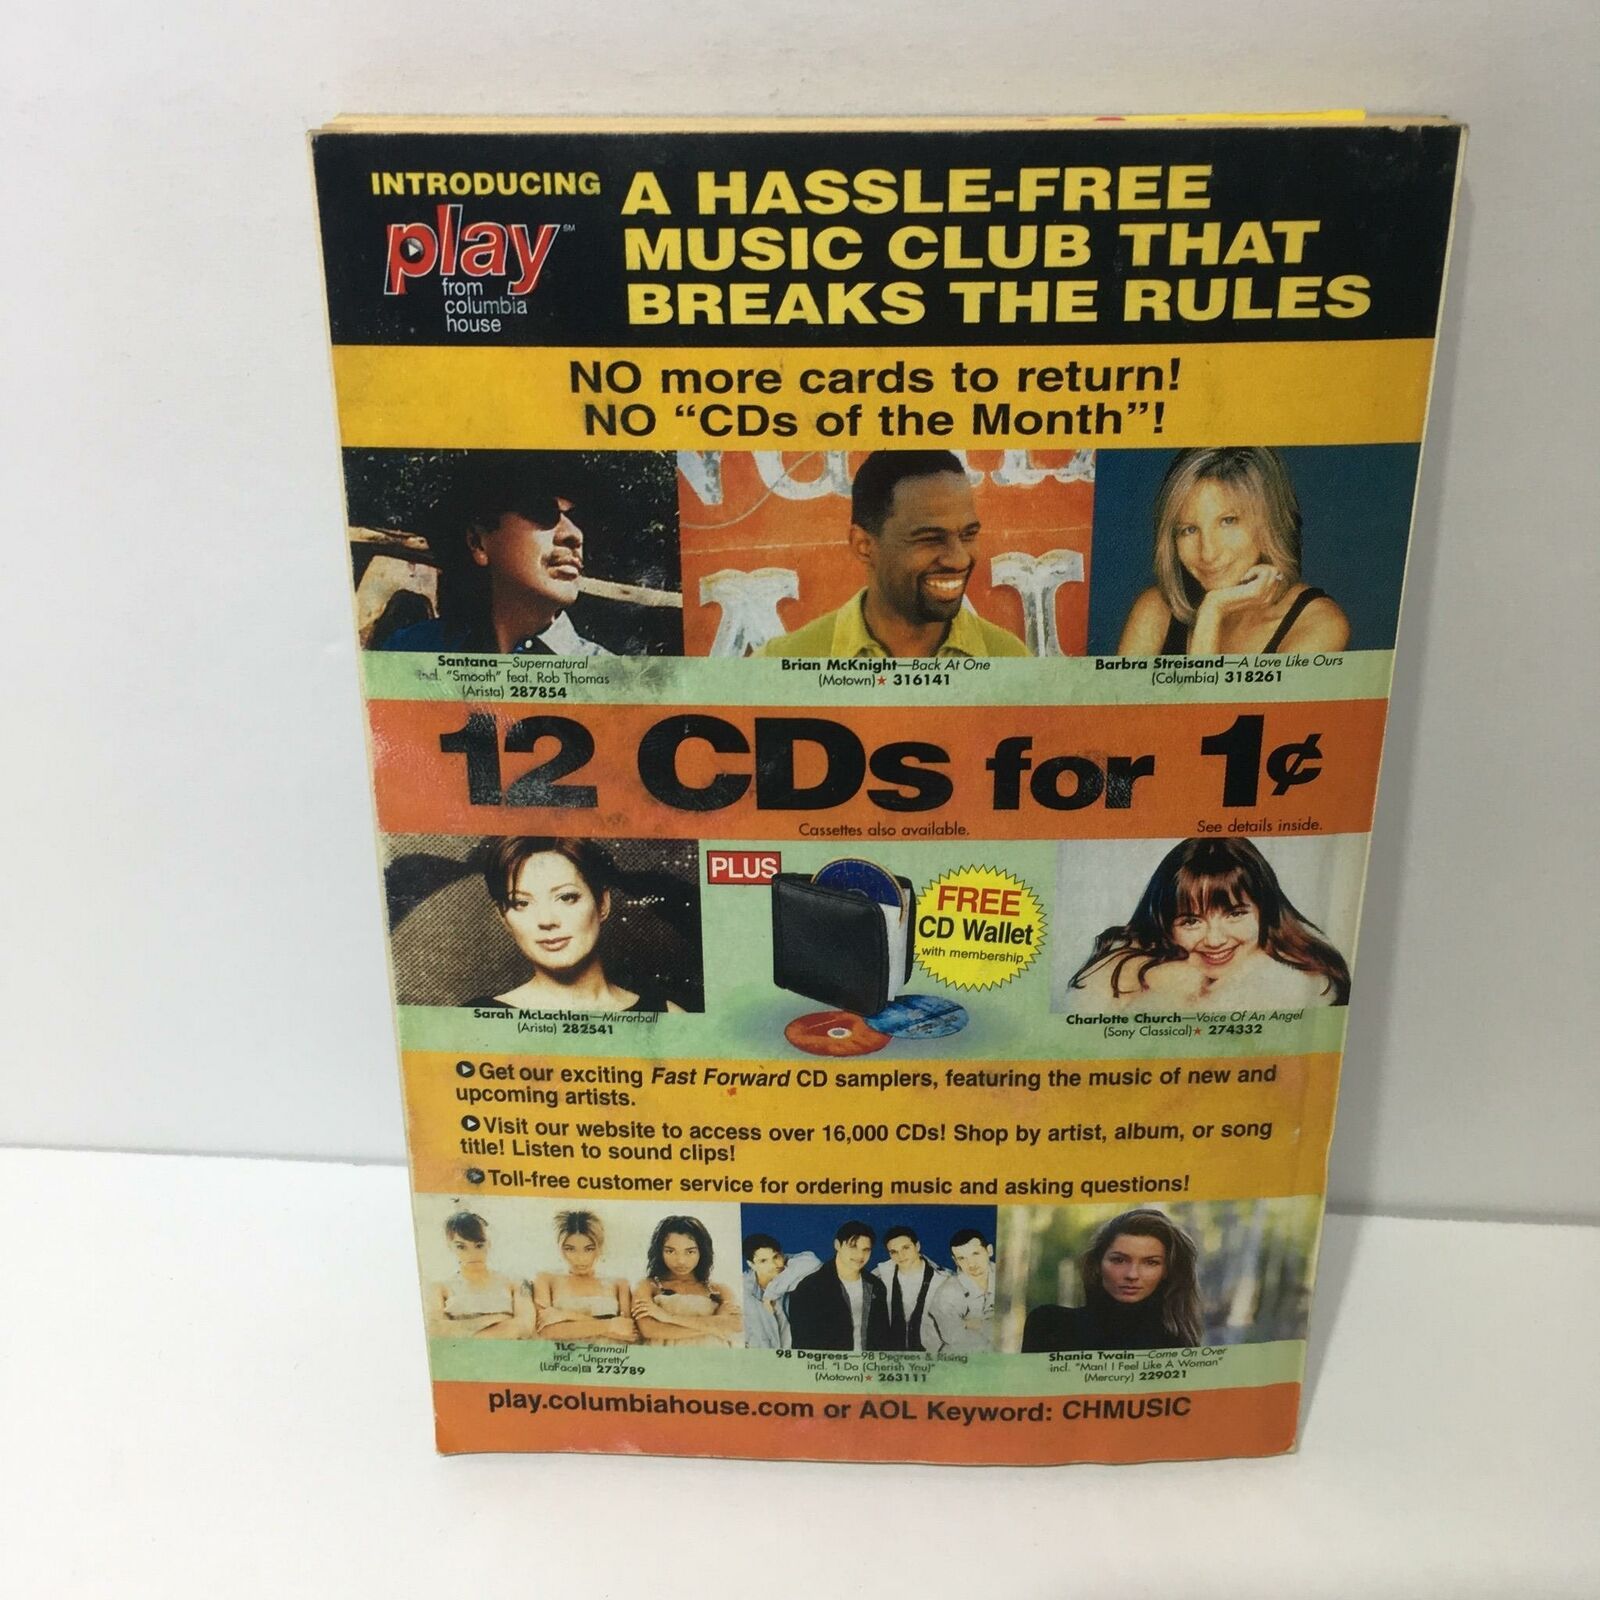 INTRODUCING
play SM
from
columbia
house
A HASSLE-FREE
MUSIC CLUB THAT
BREAKS THE RULES
NO more cards to return!
NO “CDs of the Month”!
Santana—Supernatural
incl. "Smooth" feat. Rob Thomas
(Arista) 287854
Brian McKnight—Back At One
(Motown)★ 316141
Barbra Streisand—A Love Like Ours
(Columbia) 318261
12 CDs for 1¢
Cassettes also available.
See details inside.
PLUS
FREE
CD Wallet
with membership
Sarah McLachlan—Mirrorball
(Arista) 282541
Charlotte Church—Voice Of An Angel
(Sony Classical)★ 274332
Get our exciting Fast Forward CD samplers, featuring the music of new and
upcoming artists.
Visit our website to access over 16,000 CDs! Shop by artist, album, or song
title! Listen to sound clips!
Toll-free customer service for ordering music and asking questions!
TLC—Fanmail
incl. "Unpretty"
(LaFace) 273789
98 Degrees—98 Degrees & Rising
incl. "I Do (Cherish You)"
(Motown)★ 263111
Shania Twain—Come On Over
incl. "Man! I Feel Like A Woman"
(Mercury) 229021
play.columbiahouse.com or AOL Keyword: CHMUSIC